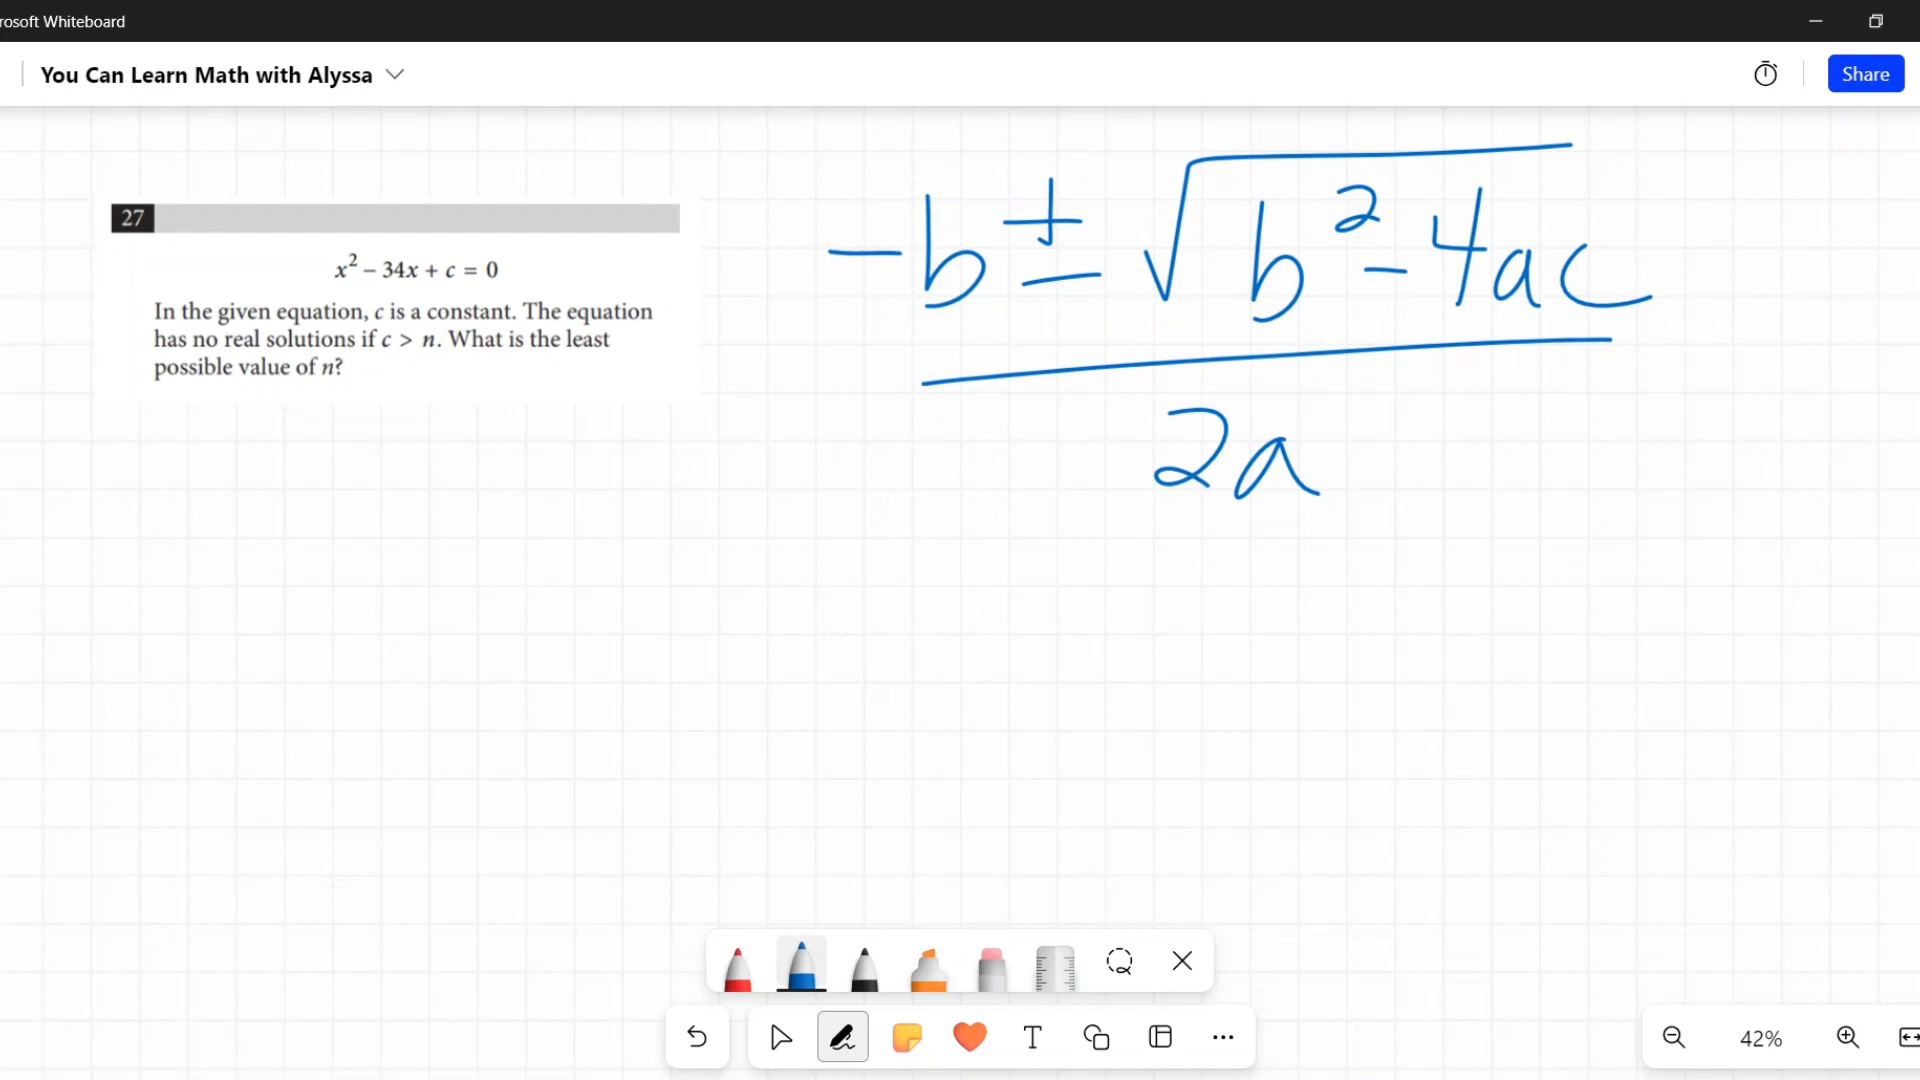 rosoft Whiteboard
You Can Learn Math with Alyssa
Share
27
x² – 34x + c = 0
In the given equation, c is a constant. The equation
has no real solutions if c > n. What is the least
possible value of n?
-b ± √b² - 4ac
2a
42%